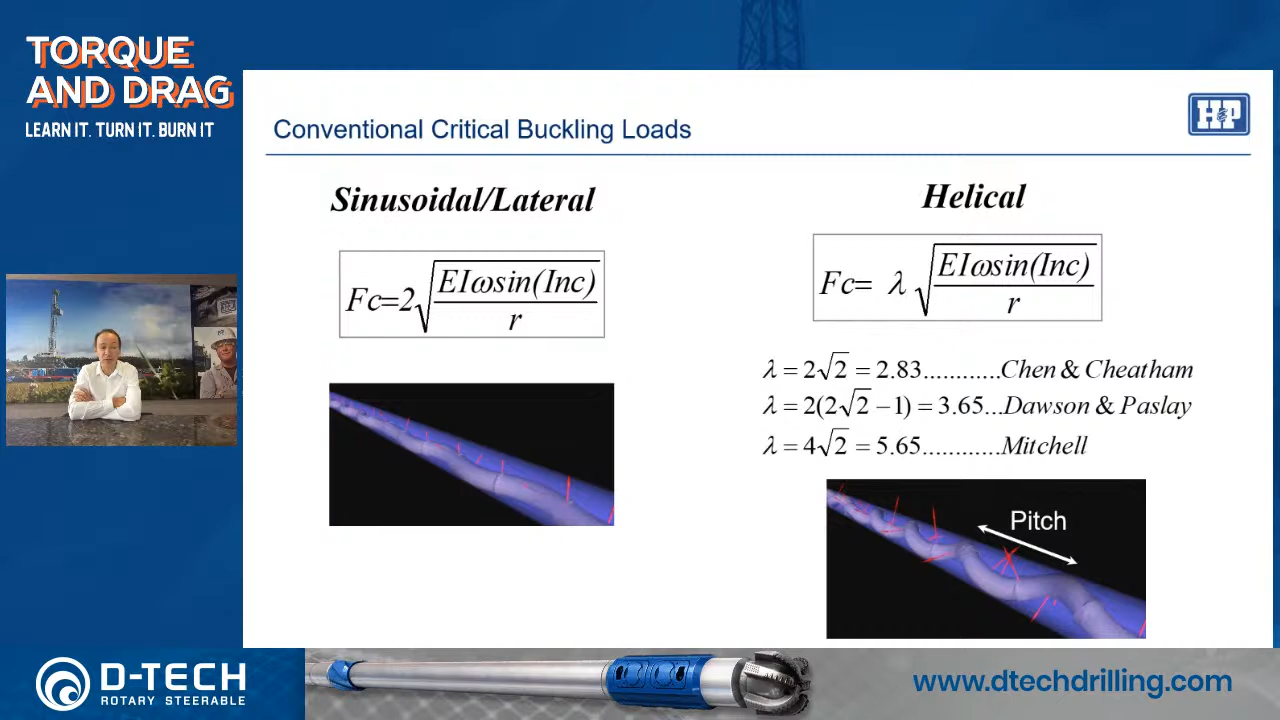 TORQUE
AND DRAG
LEARN IT. TURN IT. BURN IT
Conventional Critical Buckling Loads
H&P
Sinusoidal/Lateral
Fc=2√(EIωsin(Inc)/r)
Helical
Fc= λ √(EIωsin(Inc)/r)
λ = 2√2 = 2.83............Chen & Cheatham
λ = 2(2√2 −1) = 3.65...Dawson & Paslay
λ = 4√2 = 5.65............Mitchell
Pitch
D-TECH
ROTARY STEERABLE
www.dtechdrilling.com